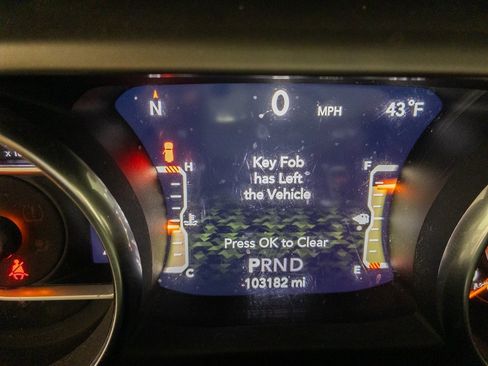 N 0 MPH 43°F
H F
Key Fob
has Left
the Vehicle
Press OK to Clear
C PRND E
103182 mi